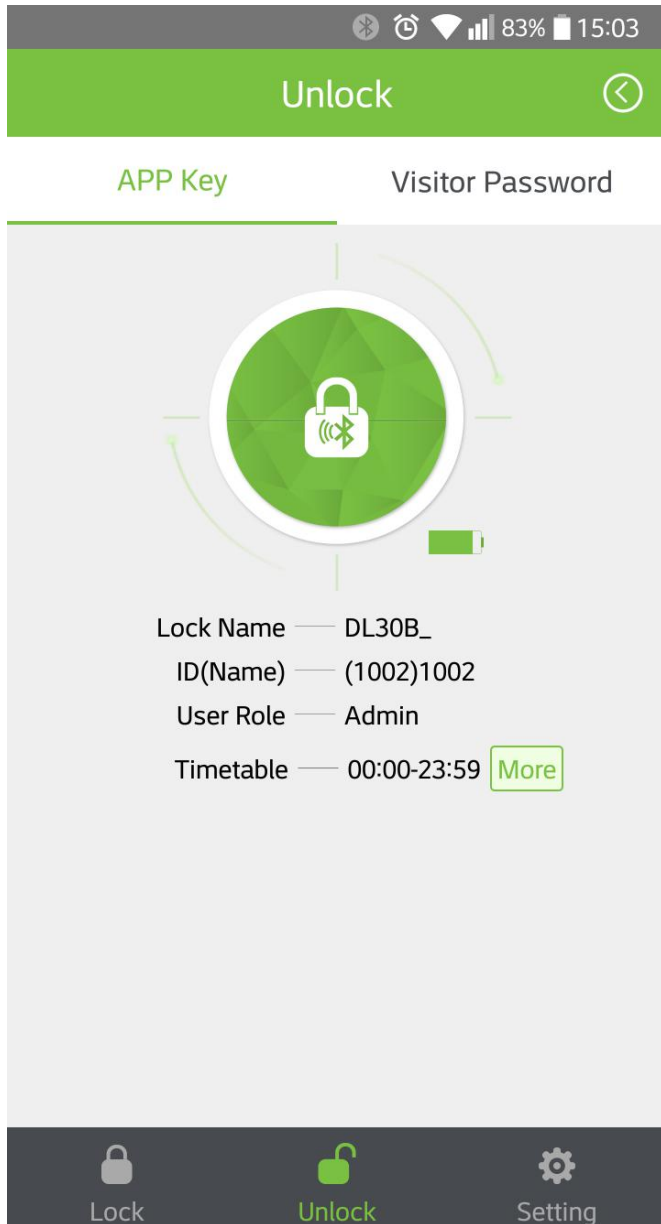 83% 15:03
Unlock
APP Key Visitor Password
Lock Name DL30B_
ID(Name) (1002)1002
User Role Admin
Timetable 00:00-23:59 More
Lock Unlock Setting